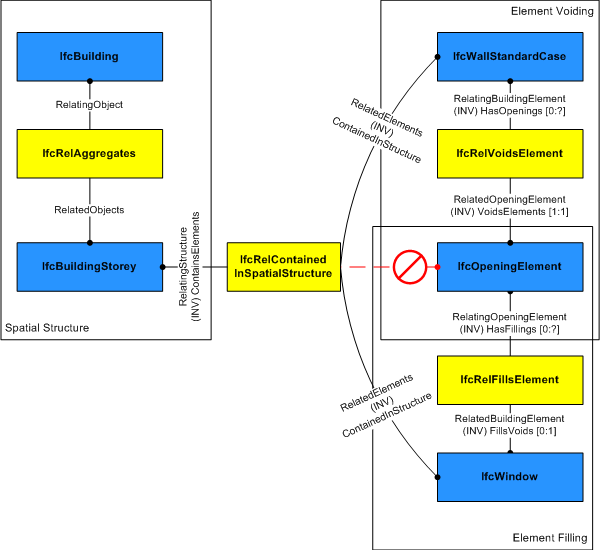 Element Voiding
IfcBuilding
RelatingObject
IfcRelAggregates
RelatedObjects
IfcBuildingStorey
Spatial Structure
RelatingStructure
(INV) ContainsElements
IfcRelContained
InSpatialStructure
RelatedElements
(INV)
ContainedInStructure
RelatedElements
(INV)
ContainedInStructure
IfcWallStandardCase
RelatingBuildingElement
(INV) HasOpenings [0:?]
IfcRelVoidsElement
RelatedOpeningElement
(INV) VoidsElements [1:1]
IfcOpeningElement
RelatingOpeningElement
(INV) HasFillings [0:?]
IfcRelFillsElement
RelatedBuildingElement
(INV) FillsVoids [0:1]
IfcWindow
Element Filling